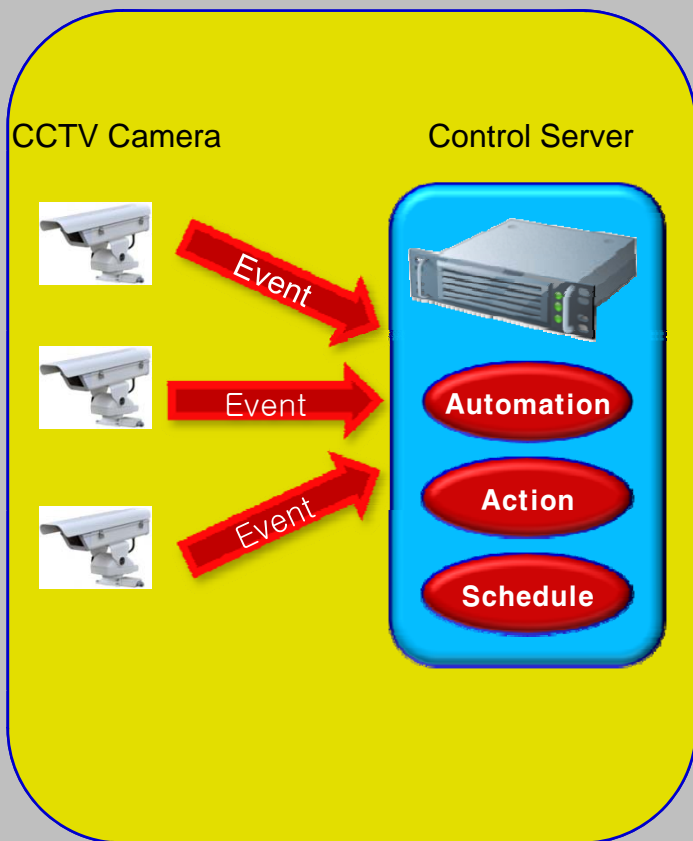 CCTV Camera
Control Server
Event
Event
Event
Automation
Action
Schedule